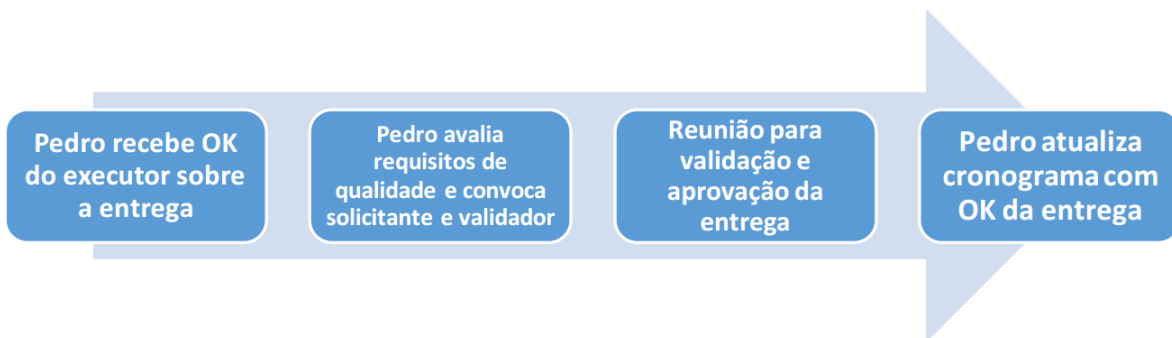 Pedro recebe OK
do executor sobre
a entrega
Pedro avalia
requisitos de
qualidade e convoca
solicitante e validador
Reunião para
validação e
aprovação da
entrega
Pedro atualiza
cronograma com
OK da entrega